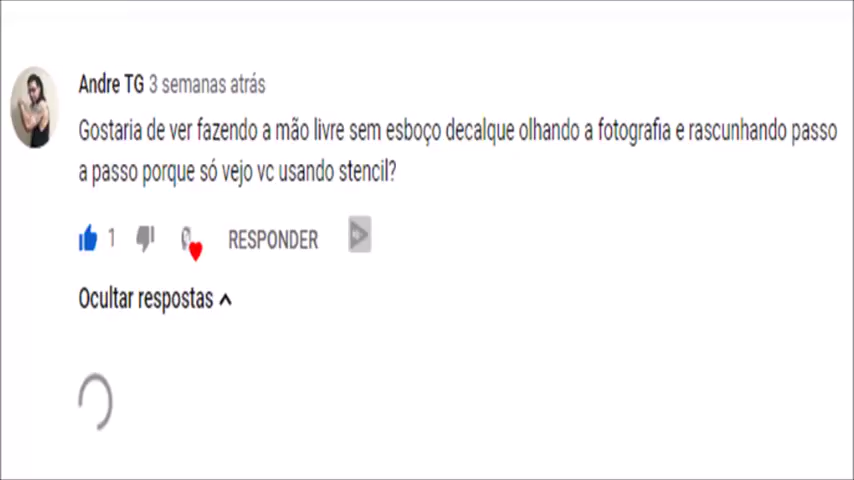 Andre TG 3 semanas atrás
Gostaria de ver fazendo a mão livre sem esboço decalque olhando a fotografia e rascunhando passo
a passo porque só vejo vc usando stencil?
1 RESPONDER
Ocultar respostas